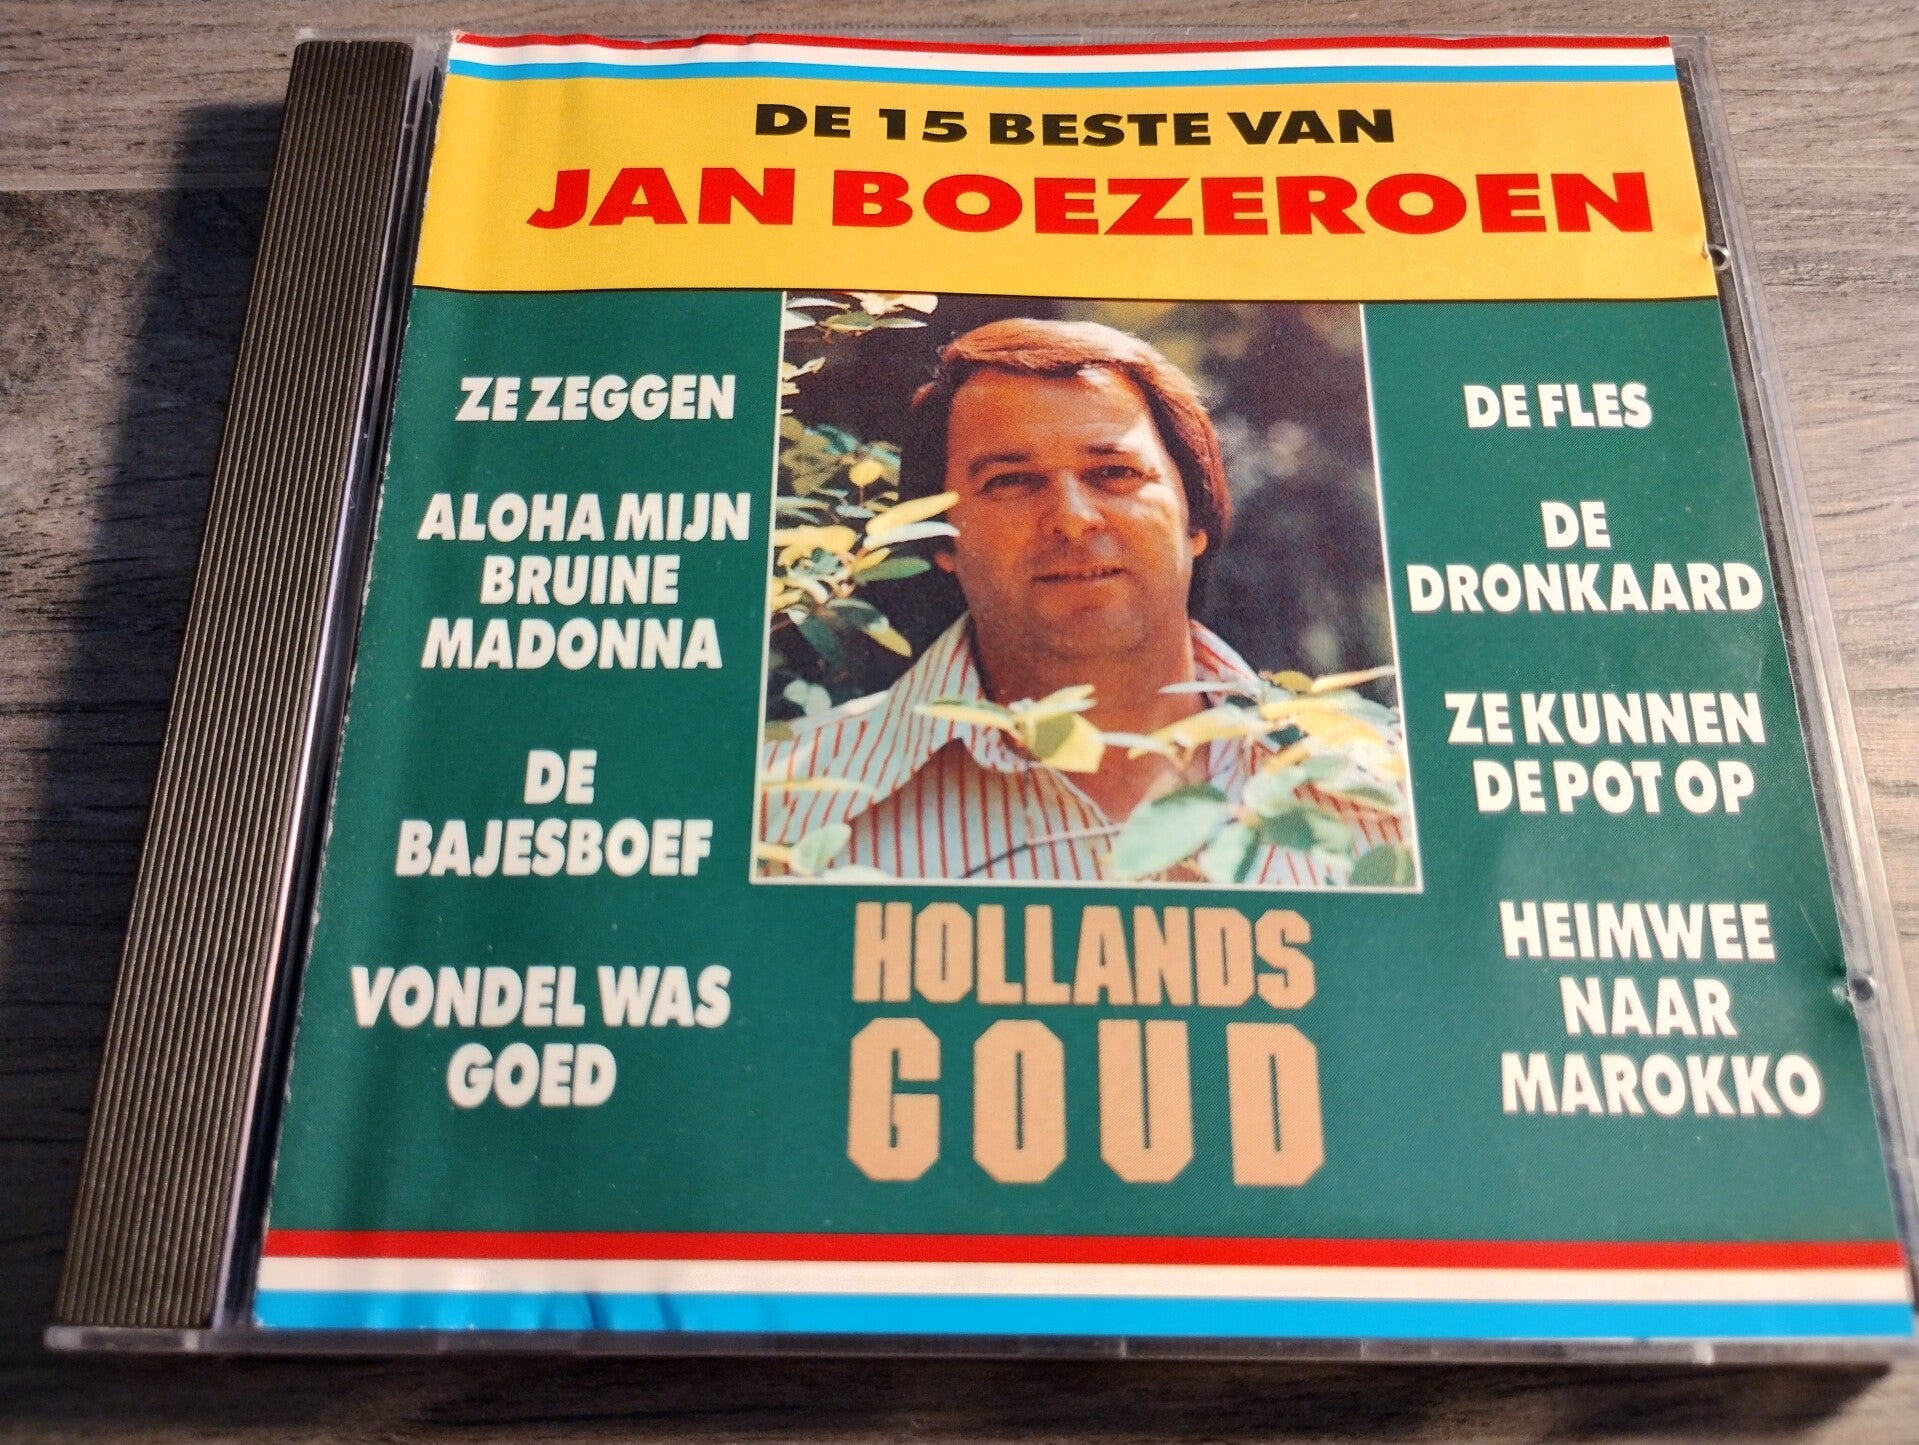 DE 15 BESTE VAN
JAN BOEZEROEN
ZE ZEGGEN
ALOHA MIJN
BRUINE
MADONNA
DE
BAJESBOEF
VONDEL WAS
GOED
DE FLES
DE
DRONKAARD
ZE KUNNEN
DE POT OP
HEIMWEE
NAAR
MAROKKO
HOLLANDS
GOUD